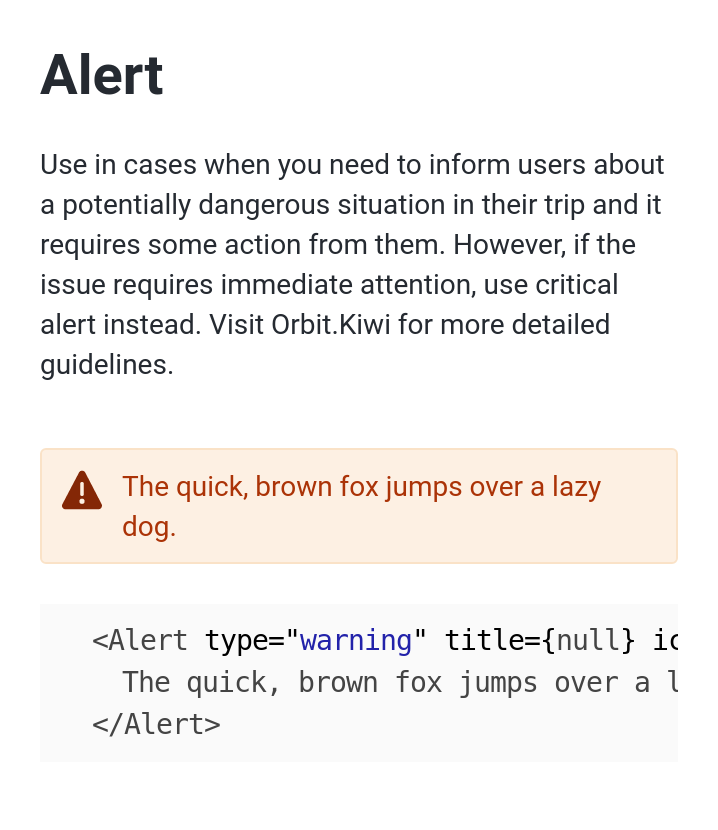 Alert
Use in cases when you need to inform users about
a potentially dangerous situation in their trip and it
requires some action from them. However, if the
issue requires immediate attention, use critical
alert instead. Visit Orbit.Kiwi for more detailed
guidelines.
The quick, brown fox jumps over a lazy
dog.
<Alert type="warning" title={null} ic
The quick, brown fox jumps over a l
</Alert>